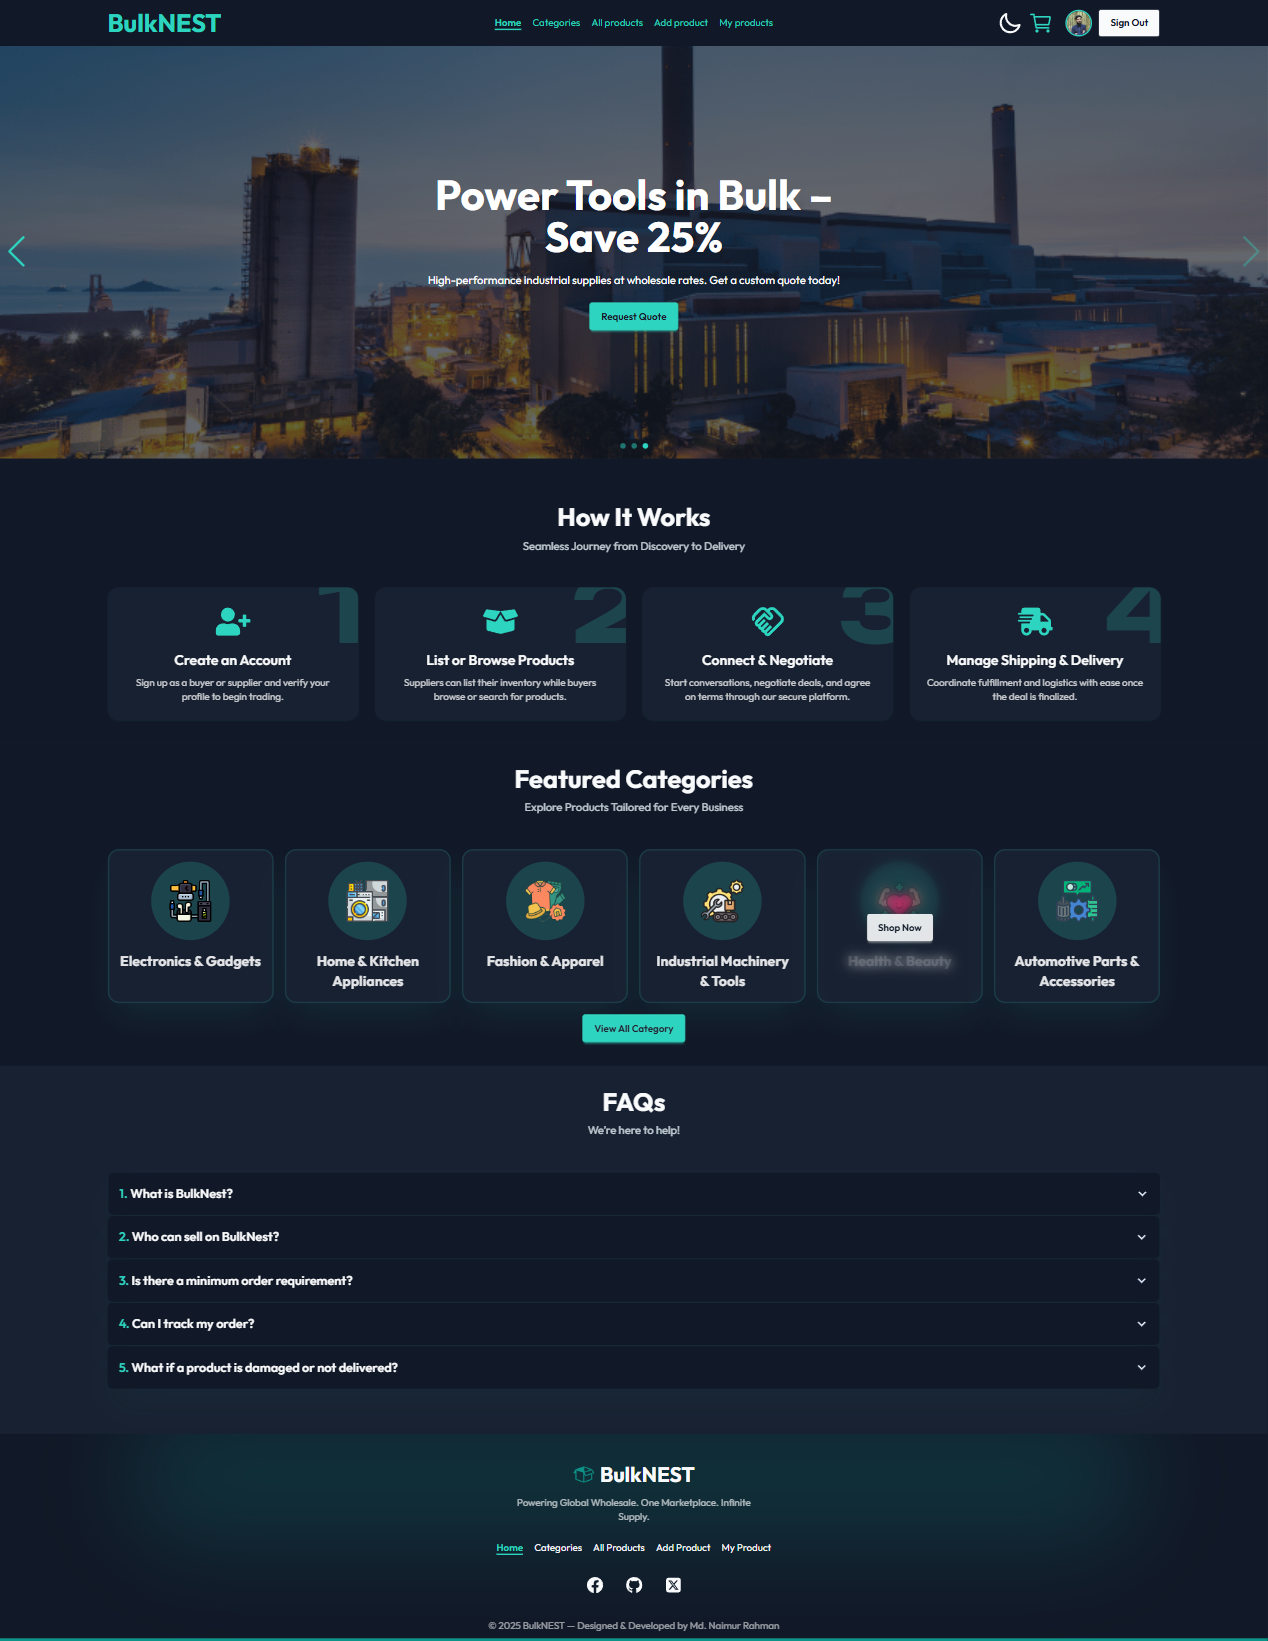 BulkNEST
Home Categories All products Add product My products
Sign Out
Power Tools in Bulk –
Save 25%
High-performance industrial supplies at wholesale rates. Get a custom quote today!
Request Quote
How It Works
Seamless Journey from Discovery to Delivery
1
Create an Account
Sign up as a buyer or supplier and verify your
profile to begin trading.
2
List or Browse Products
Suppliers can list their inventory while buyers
browse or search for products.
3
Connect & Negotiate
Start conversations, negotiate deals, and agree
on terms through our secure platform.
4
Manage Shipping & Delivery
Coordinate fulfillment and logistics with ease once
the deal is finalized.
Featured Categories
Explore Products Tailored for Every Business
Electronics & Gadgets
Home & Kitchen
Appliances
Fashion & Apparel
Industrial Machinery
& Tools
Shop Now
Health & Beauty
Automotive Parts &
Accessories
View All Category
FAQs
We're here to help!
1. What is BulkNest?
2. Who can sell on BulkNest?
3. Is there a minimum order requirement?
4. Can I track my order?
5. What if a product is damaged or not delivered?
BulkNEST
Powering Global Wholesale. One Marketplace. Infinite
Supply.
Home Categories All Products Add Product My Product
© 2025 BulkNEST — Designed & Developed by Md. Naimur Rahman